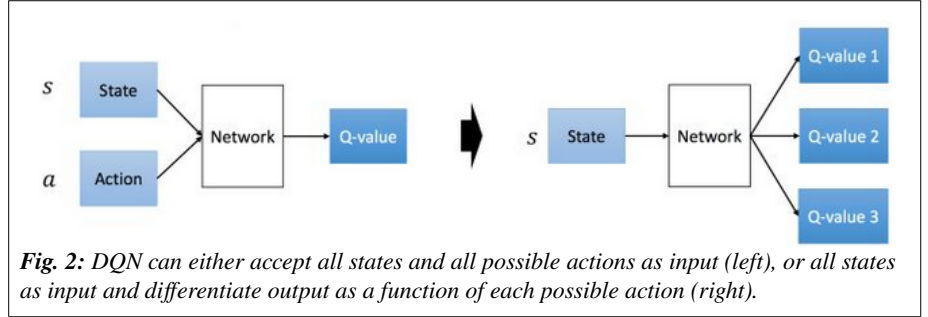 s
State
a
Action
Network
Q-value
s
State
Network
Q-value 1
Q-value 2
Q-value 3
Fig. 2: DQN can either accept all states and all possible actions as input (left), or all states
as input and differentiate output as a function of each possible action (right).